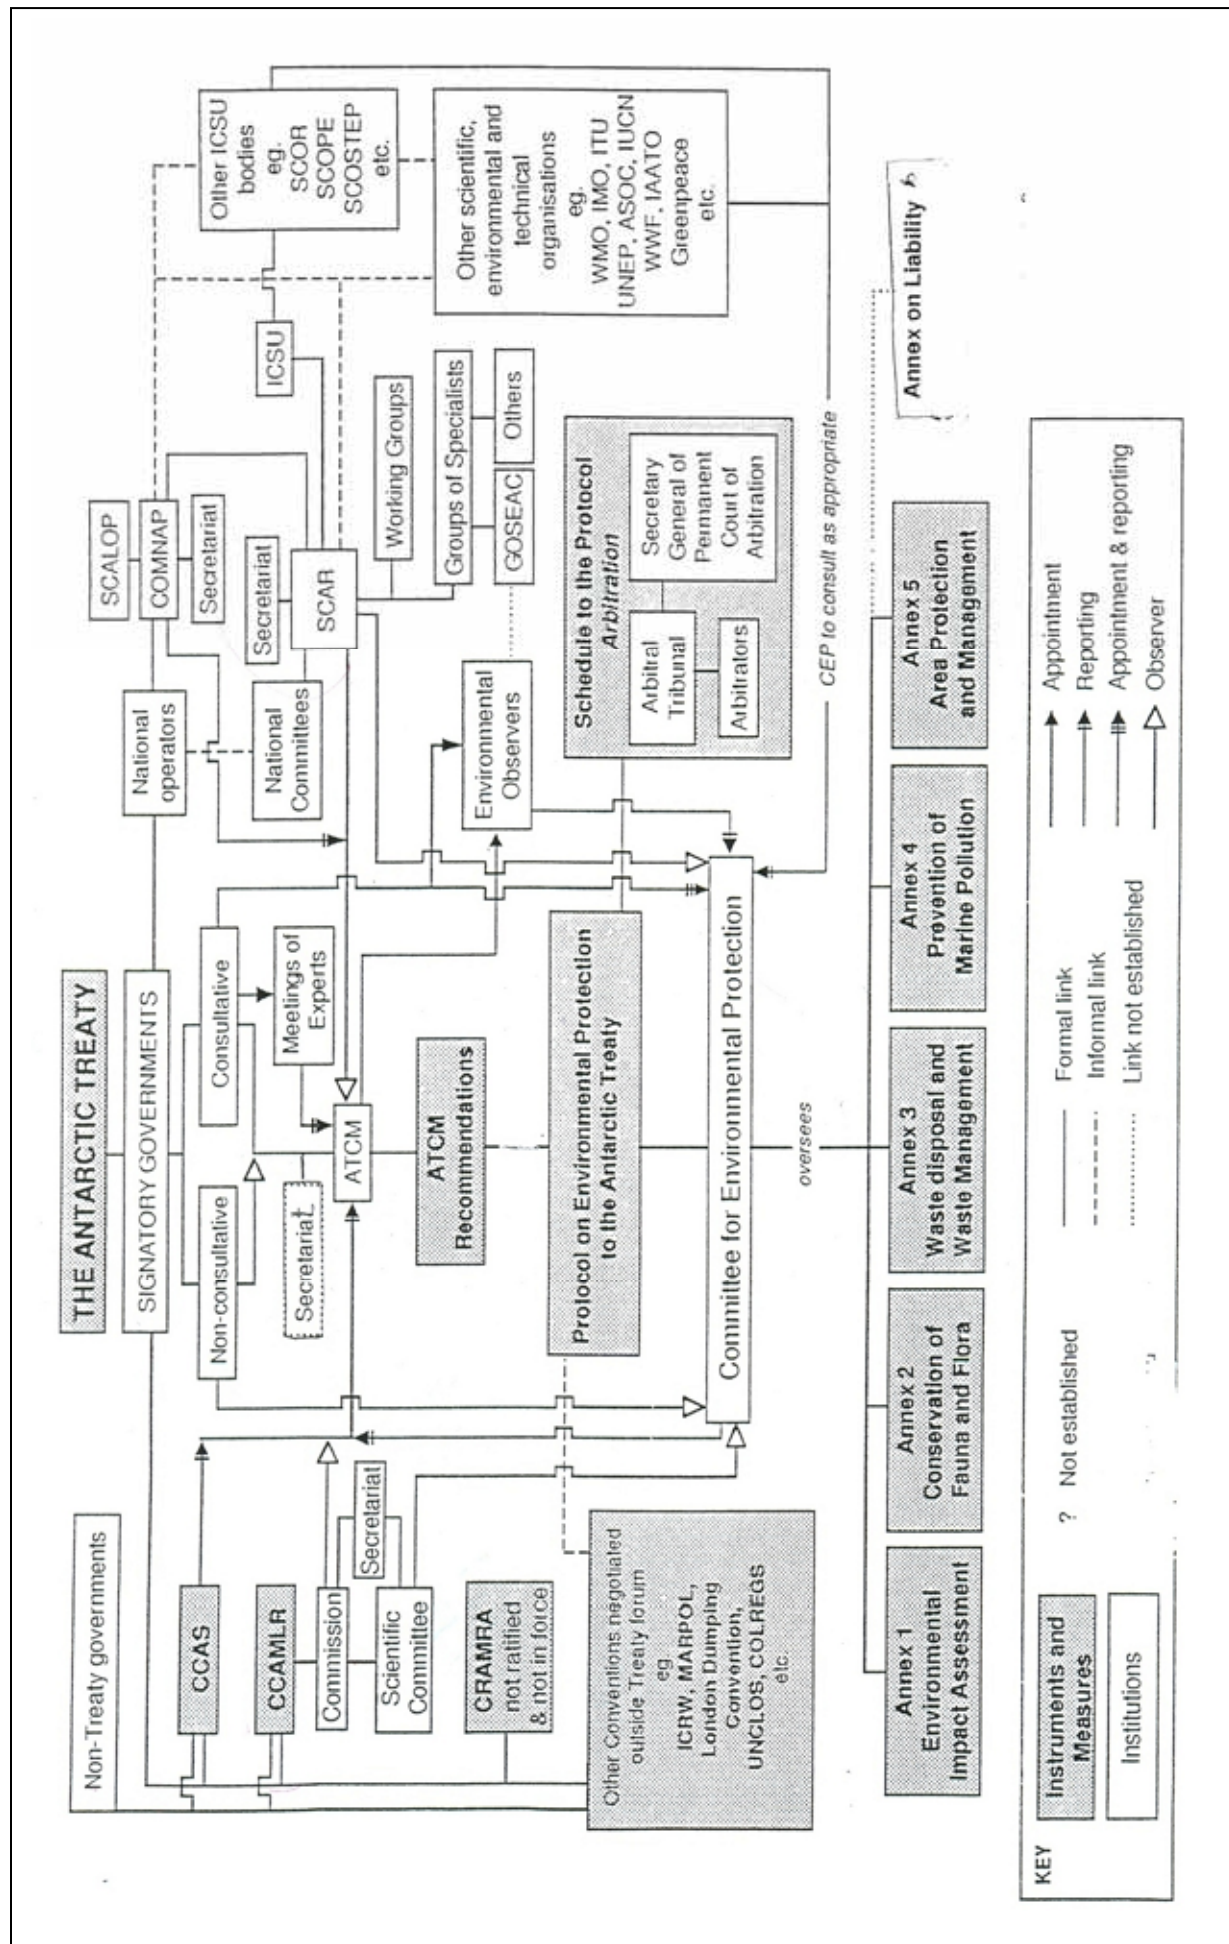 THE ANTARCTIC TREATY
SIGNATORY GOVERNMENTS
Non-Treaty governments
Non-consultative
Consultative
Meetings of
Experts
Secretariat
ATCM
ATCM
Recommendations
Protocol on Environmental Protection
to the Antarctic Treaty
Committee for Environmental Protection
CCAS
CCAMLR
Commission
Secretariat
Scientific
Committee
CRAMRA
not ratified
& not in force
Other Conventions negotiated
outside Treaty forum
eg
ICRW, MARPOL,
London Dumping
Convention,
UNCLOS, COLREGS
etc.
National
operators
National
Committees
SCALOP
COMNAP
Secretariat
Secretariat
SCAR
ICSU
Other ICSU
bodies
eg.
SCOR
SCOPE
SCOSTEP
etc.
Other scientific,
environmental and
technical
organisations
eg.
WMO, IMO, ITU
UNEP, ASOC, IUCN
WWF, IAATO
Greenpeace
etc.
Working Groups
Groups of Specialists
GOSEAC
Others
Environmental
Observers
Schedule to the Protocol
Arbitration
Arbitral
Tribunal
Secretary
General of
Permanent
Court of
Arbitration
Arbitrators
CEP to consult as appropriate
oversees
Annex 1
Environmental
Impact Assessment
Annex 2
Conservation of
Fauna and Flora
Annex 3
Waste disposal and
Waste Management
Annex 4
Prevention of
Marine Pollution
Annex 5
Area Protection
and Management
Annex on Liability
KEY
Instruments and
Measures
Institutions
? Not established
Formal link
Informal link
Link not established
Appointment
Reporting
Appointment & reporting
Observer